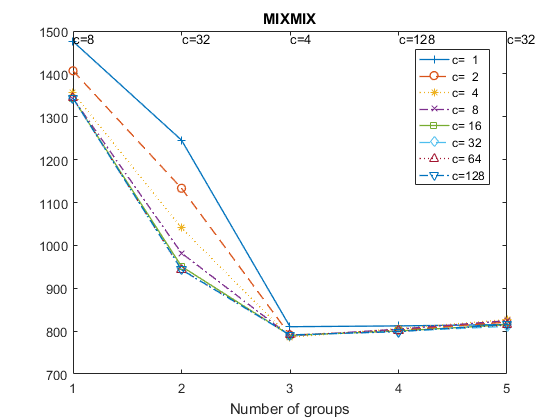 MIXMIX
1500
1400
1300
1200
1100
1000
900
800
700
c=8
c=32
c=4
c=128
c=32
c= 1
c= 2
c= 4
c= 8
c= 16
c= 32
c= 64
c=128
1 2 3 4 5
Number of groups